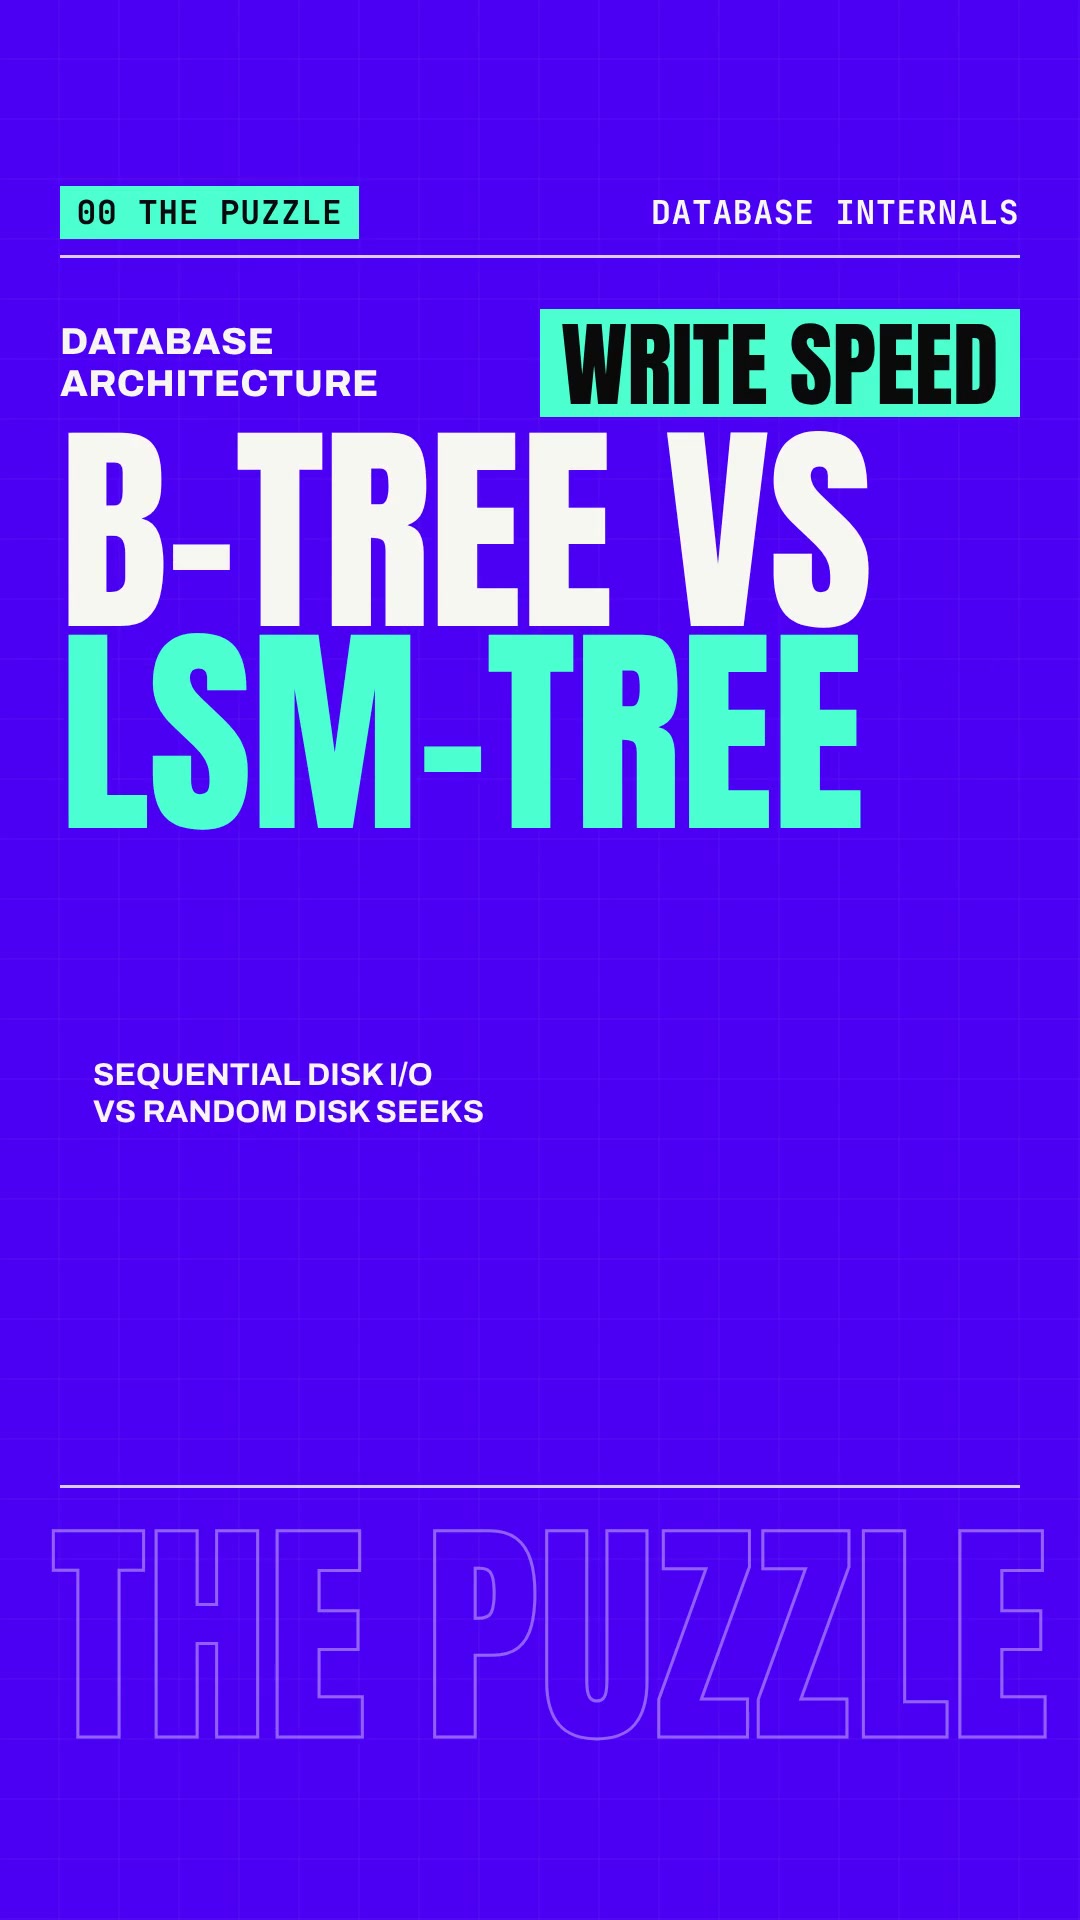 00 THE PUZZLE
DATABASE INTERNALS
DATABASE
ARCHITECTURE
WRITE SPEED
B-TREE VS
LSM-TREE
SEQUENTIAL DISK I/O
VS RANDOM DISK SEEKS
THE PUZZLE